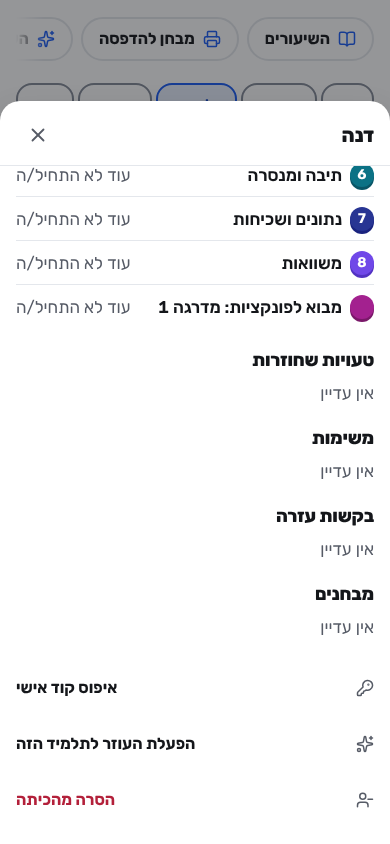 השיעורים
מבחן להדפסה
דנה
6 תיבה ומנסרה עוד לא התחיל/ה
7 נתונים ושכיחות עוד לא התחיל/ה
8 משוואות עוד לא התחיל/ה
מבוא לפונקציות: מדרגה 1 עוד לא התחיל/ה
טעויות שחוזרות
אין עדיין
משימות
אין עדיין
בקשות עזרה
אין עדיין
מבחנים
אין עדיין
איפוס קוד אישי
הפעלת העוזר לתלמיד הזה
הסרה מהכיתה